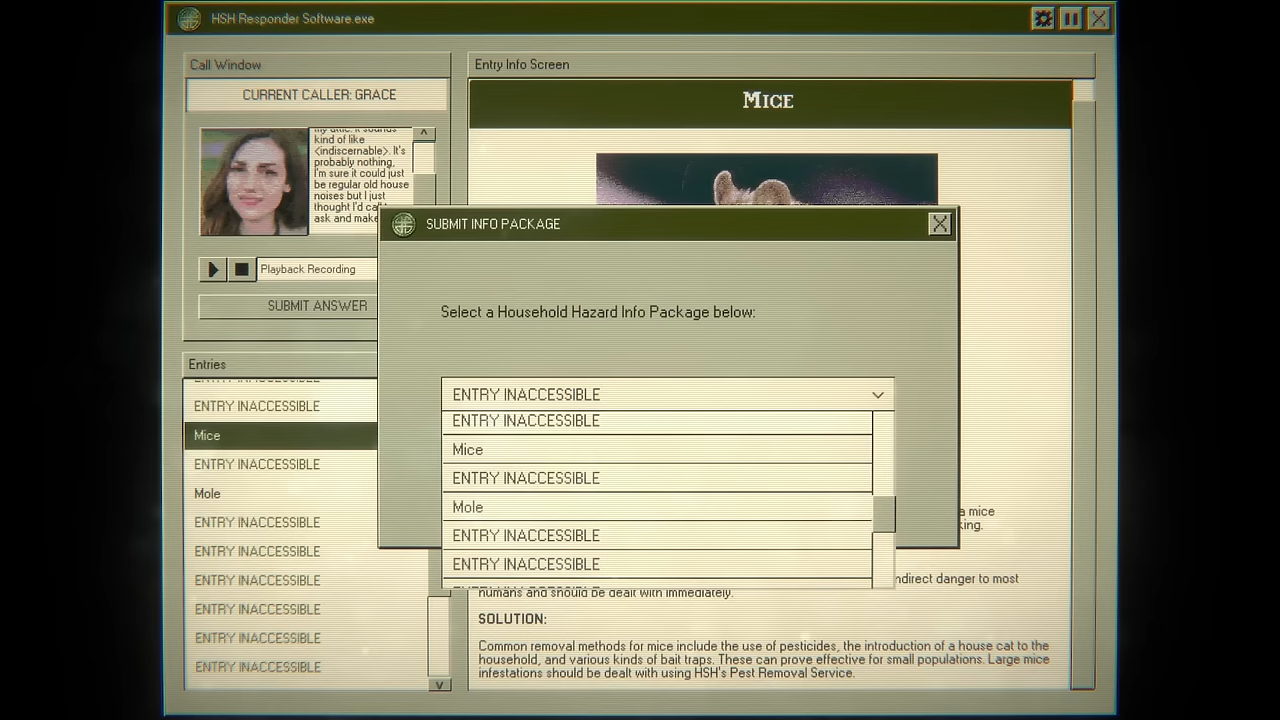 HSH Responder Software.exe
Call Window
CURRENT CALLER: GRACE
my attic. It sounds
kind of like
<indiscernable>. It's
probably nothing,
I'm sure it could just
be regular old house
noises but I just
thought I'd call
ask and make
Playback Recording
SUBMIT ANSWER
Entries
ENTRY INACCESSIBLE
ENTRY INACCESSIBLE
Mice
ENTRY INACCESSIBLE
Mole
ENTRY INACCESSIBLE
ENTRY INACCESSIBLE
ENTRY INACCESSIBLE
ENTRY INACCESSIBLE
ENTRY INACCESSIBLE
ENTRY INACCESSIBLE
Entry Info Screen
MICE
SUBMIT INFO PACKAGE
Select a Household Hazard Info Package below:
ENTRY INACCESSIBLE
ENTRY INACCESSIBLE
Mice
ENTRY INACCESSIBLE
Mole
ENTRY INACCESSIBLE
ENTRY INACCESSIBLE
ENTRY INACCESSIBLE
a mice
king.
ndirect danger to most
humans and should be dealt with immediately.
SOLUTION:
Common removal methods for mice include the use of pesticides, the introduction of a house cat to the
household, and various kinds of bait traps. These can prove effective for small populations. Large mice
infestations should be dealt with using HSH's Pest Removal Service.